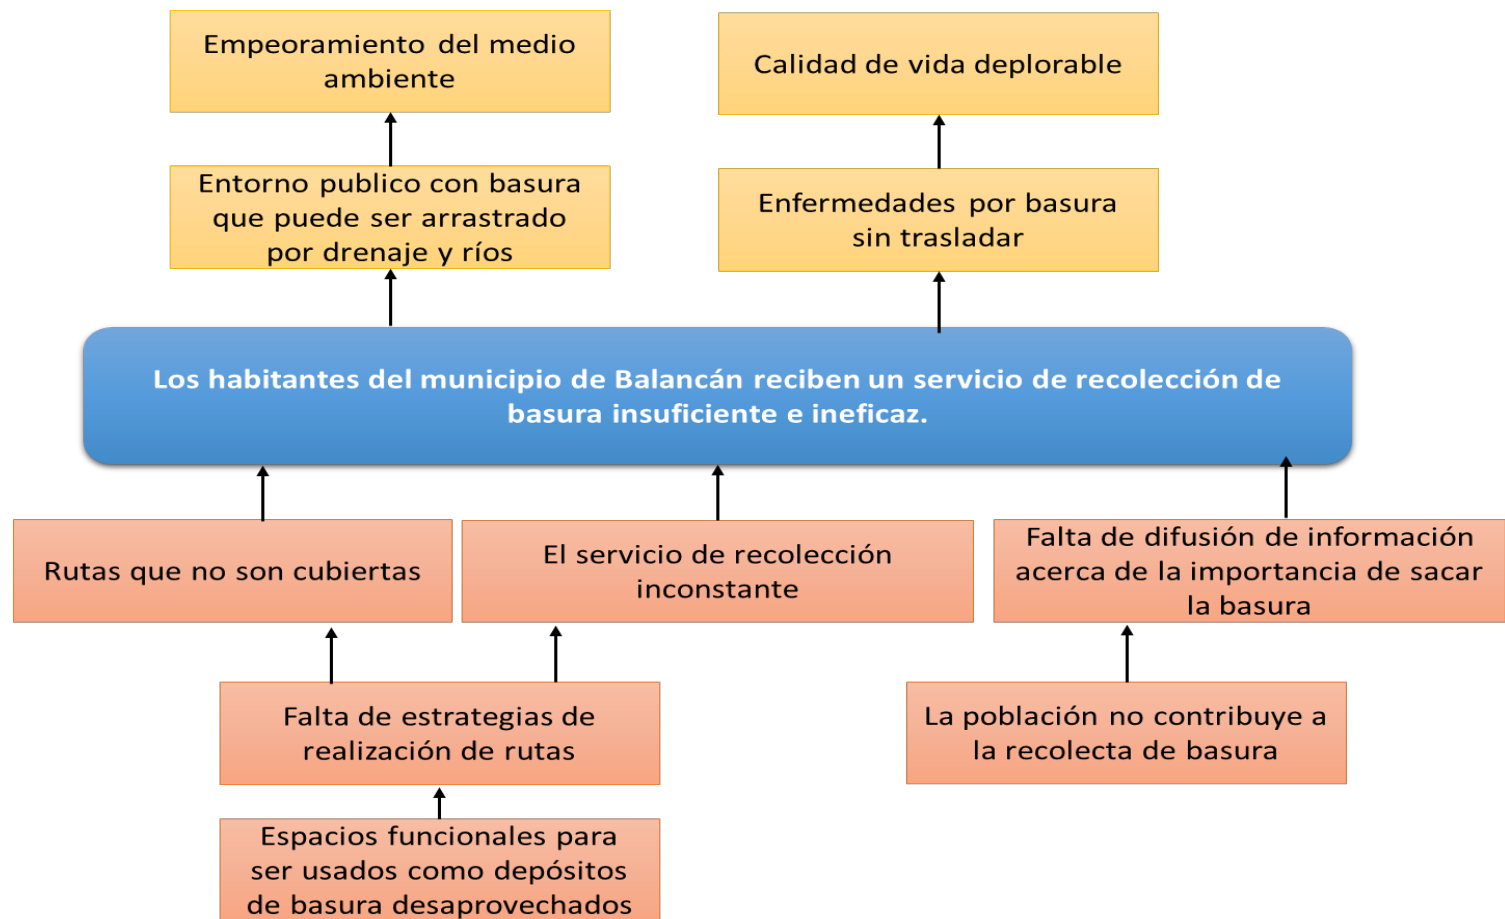 Empeoramiento del medio
ambiente
Calidad de vida deplorable
Entorno publico con basura
que puede ser arrastrado
por drenaje y ríos
Enfermedades por basura
sin trasladar
Los habitantes del municipio de Balancán reciben un servicio de recolección de
basura insuficiente e ineficaz.
Rutas que no son cubiertas
El servicio de recolección
inconstante
Falta de difusión de información
acerca de la importancia de sacar
la basura
Falta de estrategias de
realización de rutas
La población no contribuye a
la recolecta de basura
Espacios funcionales para
ser usados como depósitos
de basura desaprovechados